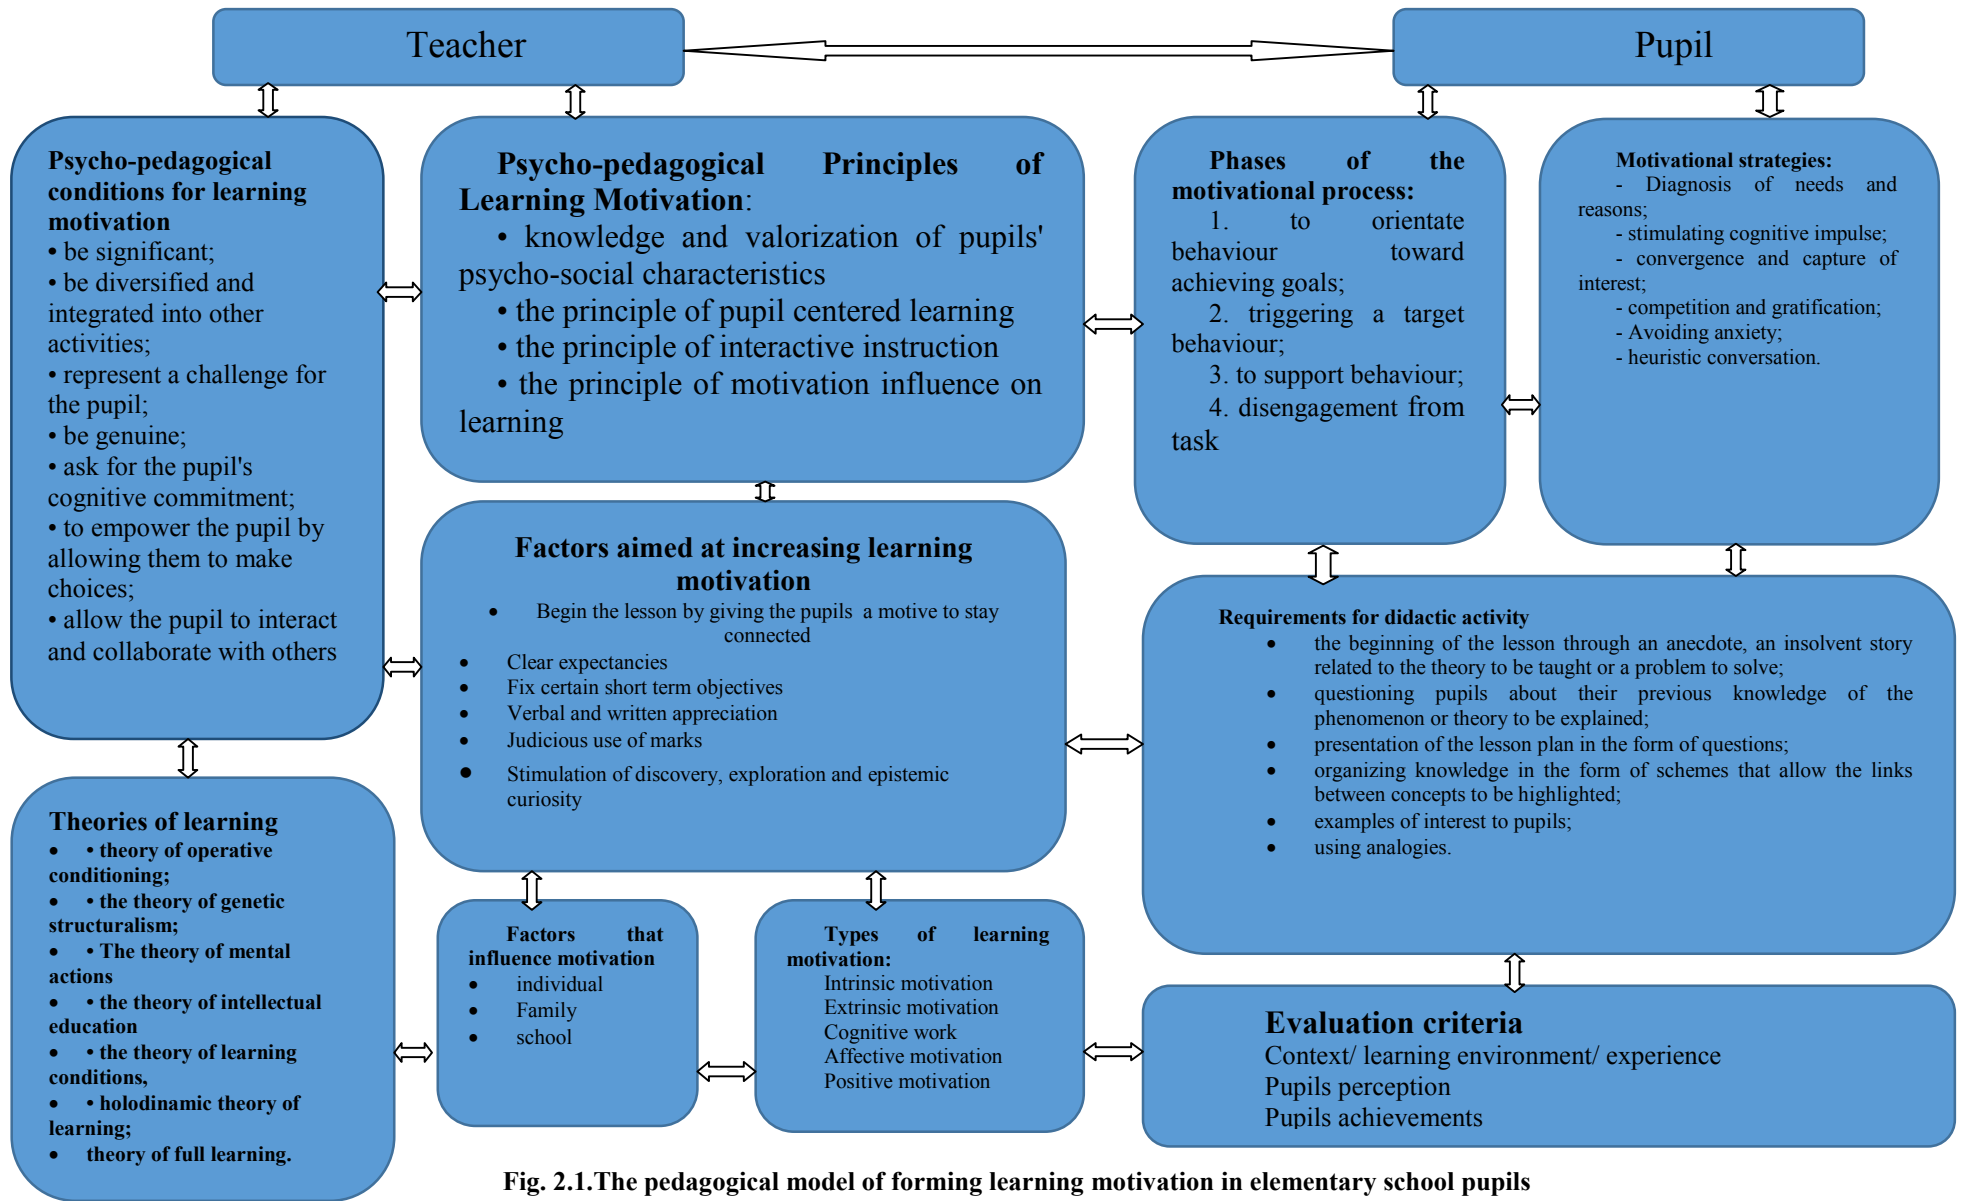 Teacher
Pupil
Psycho-pedagogical
conditions for learning
motivation
• be significant;
• be diversified and
integrated into other
activities;
• represent a challenge for
the pupil;
• be genuine;
• ask for the pupil's
cognitive commitment;
• to empower the pupil by
allowing them to make
choices;
• allow the pupil to interact
and collaborate with others
Psycho-pedagogical Principles of
Learning Motivation:
• knowledge and valorization of pupils'
psycho-social characteristics
• the principle of pupil centered learning
• the principle of interactive instruction
• the principle of motivation influence on
learning
Phases of the
motivational process:
1. to orientate
behaviour toward
achieving goals;
2. triggering a target
behaviour;
3. to support behaviour;
4. disengagement from
task
Motivational strategies:
- Diagnosis of needs and
reasons;
- stimulating cognitive impulse;
- convergence and capture of
interest;
- competition and gratification;
- Avoiding anxiety;
- heuristic conversation.
Factors aimed at increasing learning
motivation
• Begin the lesson by giving the pupils a motive to stay
connected
• Clear expectancies
• Fix certain short term objectives
• Verbal and written appreciation
• Judicious use of marks
• Stimulation of discovery, exploration and epistemic
curiosity
Requirements for didactic activity
• the beginning of the lesson through an anecdote, an insolvent story
related to the theory to be taught or a problem to solve;
• questioning pupils about their previous knowledge of the
phenomenon or theory to be explained;
• presentation of the lesson plan in the form of questions;
• organizing knowledge in the form of schemes that allow the links
between concepts to be highlighted;
• examples of interest to pupils;
• using analogies.
Theories of learning
• • theory of operative
conditioning;
• • the theory of genetic
structuralism;
• • The theory of mental
actions
• • the theory of intellectual
education
• • the theory of learning
conditions,
• • holodinamic theory of
learning;
• theory of full learning.
Factors that
influence motivation
• individual
• Family
• school
Types of learning
motivation:
Intrinsic motivation
Extrinsic motivation
Cognitive work
Affective motivation
Positive motivation
Evaluation criteria
Context/ learning environment/ experience
Pupils perception
Pupils achievements
Fig. 2.1.The pedagogical model of forming learning motivation in elementary school pupils